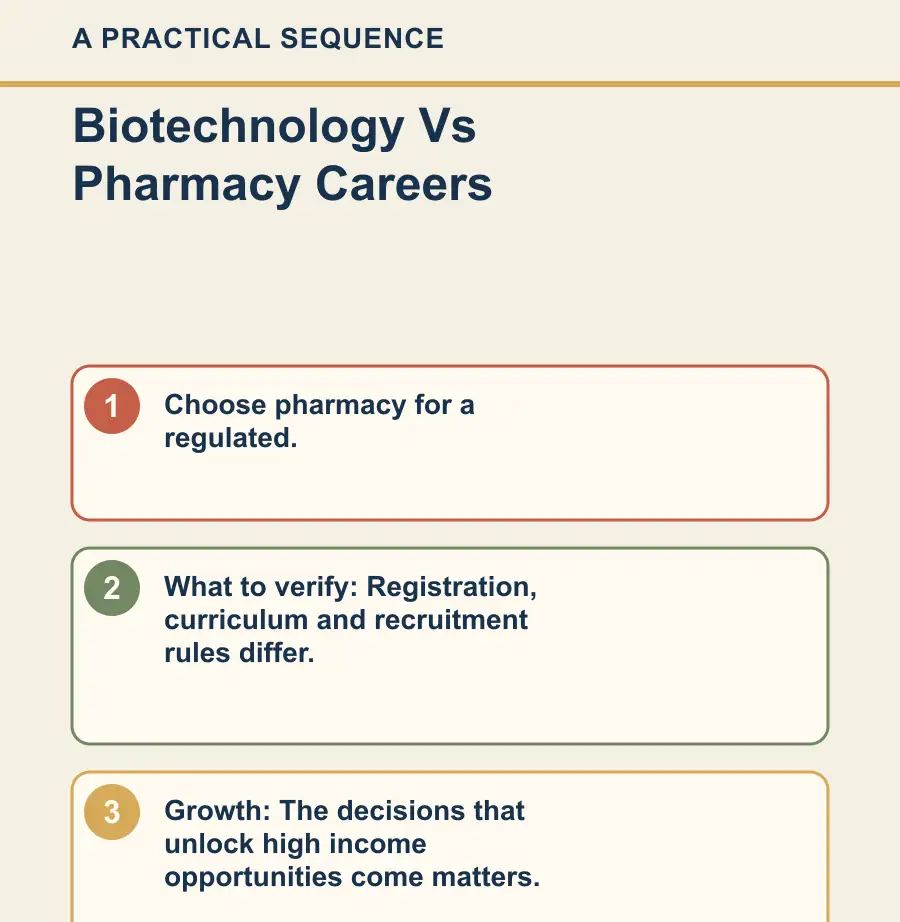 A PRACTICAL SEQUENCE
Biotechnology Vs
Pharmacy Careers
1
Choose pharmacy for a
regulated.
2
What to verify: Registration,
curriculum and recruitment
rules differ.
3
Growth: The decisions that
unlock high income
opportunities come matters.